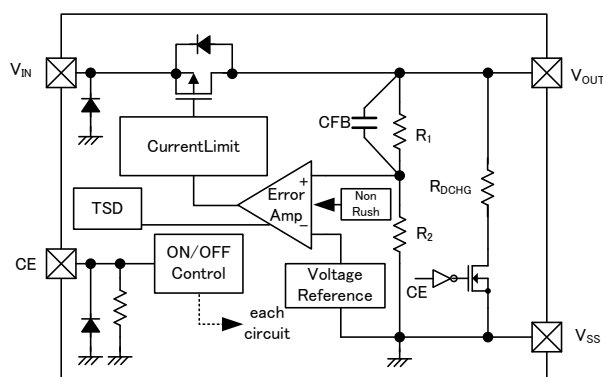 VIN
VOUT
CFB
R1
CurrentLimit
RDCHG
+
Error
Amp
−
Non
Rush
TSD
R2
CE
ON/OFF
Control
Voltage
Reference
CE
each
circuit
VSS